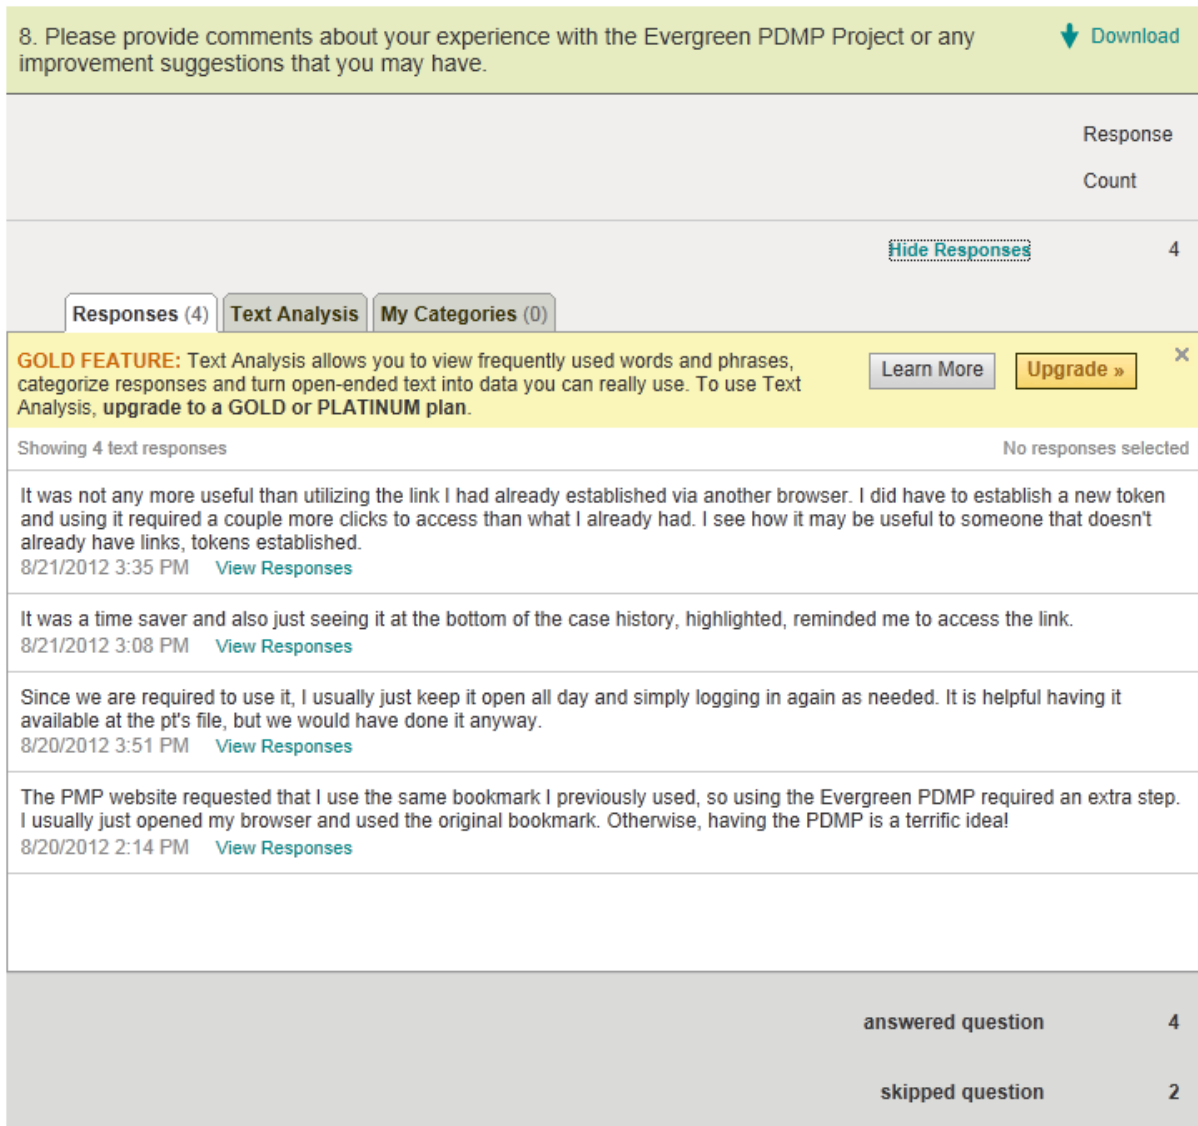 8. Please provide comments about your experience with the Evergreen PDMP Project or any
improvement suggestions that you may have.
Download
Response
Count
Hide Responses
4
Responses (4)
Text Analysis
My Categories (0)
GOLD FEATURE: Text Analysis allows you to view frequently used words and phrases,
categorize responses and turn open-ended text into data you can really use. To use Text
Analysis, upgrade to a GOLD or PLATINUM plan.
Learn More
Upgrade »
×
Showing 4 text responses
No responses selected
It was not any more useful than utilizing the link I had already established via another browser. I did have to establish a new token
and using it required a couple more clicks to access than what I already had. I see how it may be useful to someone that doesn't
already have links, tokens established.
8/21/2012 3:35 PM View Responses
It was a time saver and also just seeing it at the bottom of the case history, highlighted, reminded me to access the link.
8/21/2012 3:08 PM View Responses
Since we are required to use it, I usually just keep it open all day and simply logging in again as needed. It is helpful having it
available at the pt's file, but we would have done it anyway.
8/20/2012 3:51 PM View Responses
The PMP website requested that I use the same bookmark I previously used, so using the Evergreen PDMP required an extra step.
I usually just opened my browser and used the original bookmark. Otherwise, having the PDMP is a terrific idea!
8/20/2012 2:14 PM View Responses
answered question 4
skipped question 2